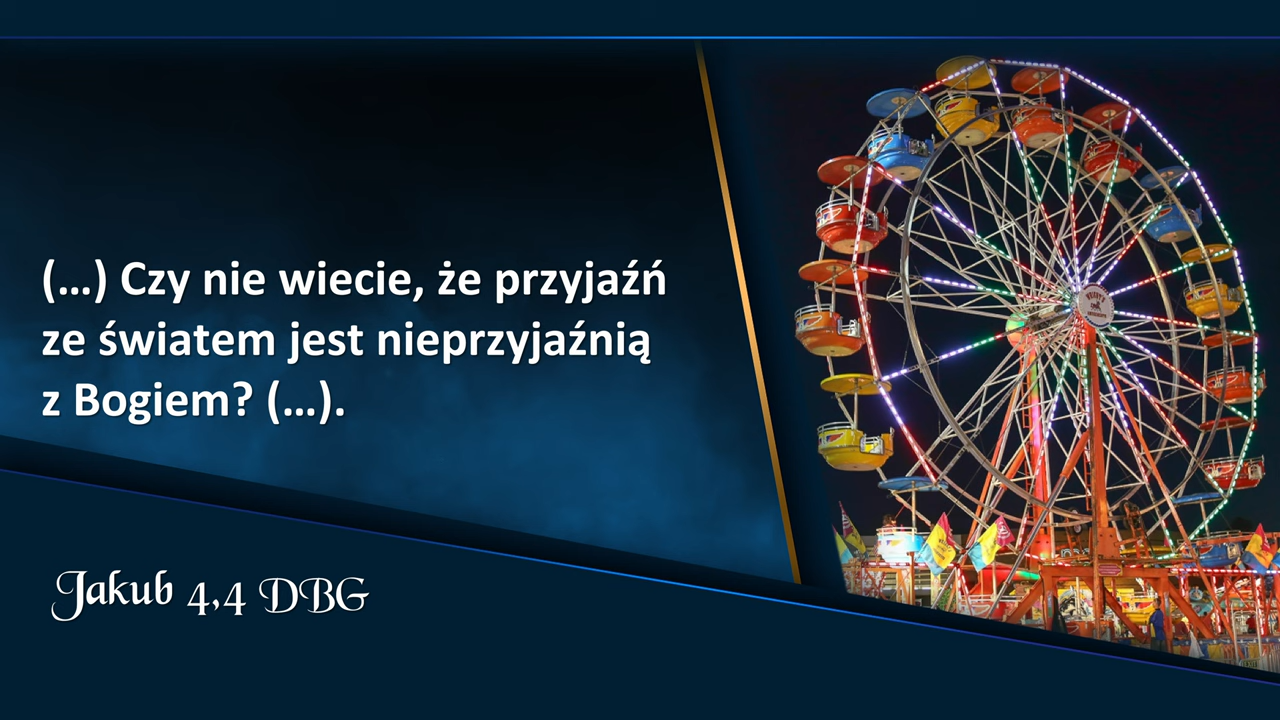 (...) Czy nie wiecie, że przyjaźń
ze światem jest nieprzyjaźnią
z Bogiem? (...).
Jakub 4,4 DBG